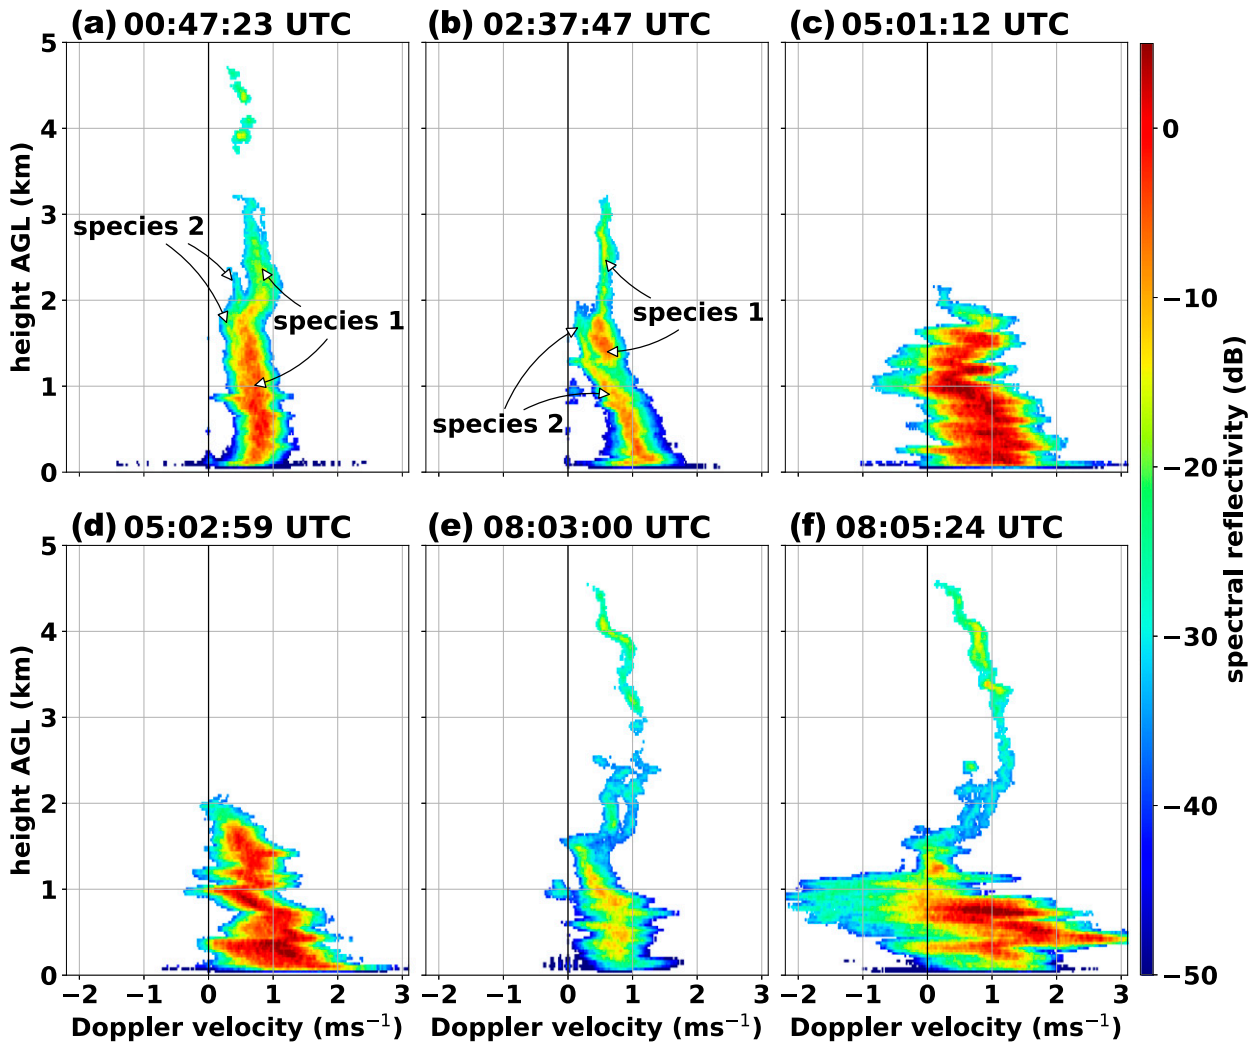 (a) 00:47:23 UTC
(b) 02:37:47 UTC
(c) 05:01:12 UTC
5
4
3
2
1
0
height AGL (km)
species 2
species 1
species 1
species 2
(d) 05:02:59 UTC
(e) 08:03:00 UTC
(f) 08:05:24 UTC
5
4
3
2
1
0
height AGL (km)
−2 −1 0 1 2 3
−2 −1 0 1 2
−2 −1 0 1 2 3
Doppler velocity (ms⁻¹)
Doppler velocity (ms⁻¹)
Doppler velocity (ms⁻¹)
0
−10
−20
−30
−40
−50
spectral reflectivity (dB)